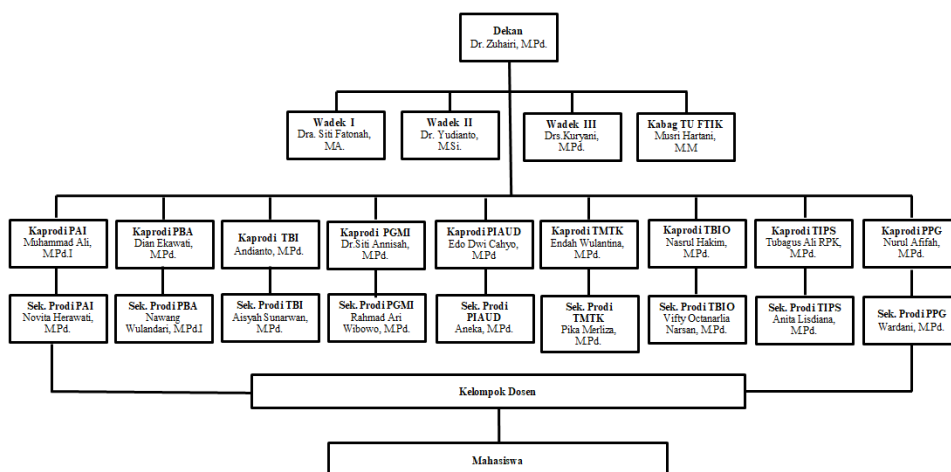 Dekan
Dr. Zuhairi, M.Pd.
Wadek I
Dra. Siti Fatonah,
MA.
Wadek II
Dr. Yudianto,
M.Si.
Wadek III
Drs.Kuryani,
M.Pd.
Kabag TU FTIK
Musri Hartani,
M.M
Kaprodi PAI
Muhammad Ali,
M.Pd.I
Kaprodi PBA
Dian Ekawati,
M.Pd.
Kaprodi TBI
Andianto, M.Pd.
Kaprodi PGMI
Dr.Siti Annisah,
M.Pd.
Kaprodi PIAUD
Edo Dwi Cahyo,
M.Pd
Kaprodi TMTK
Endah Wulantina,
M.Pd.
Kaprodi TBIO
Nasrul Hakim,
M.Pd.
Kaprodi TIPS
Tubagus Ali RPK,
M.Pd.
Kaprodi PPG
Nurul Afifah,
M.Pd.I
Sek. Prodi PAI
Novita Herawati,
M.Pd.
Sek. Prodi PBA
Nawang
Wulandari, M.Pd.I
Sek. Prodi TBI
Aisyah Sunarwan,
M.Pd.
Sek. Prodi PGMI
Rahmad Ari
Wibowo, M.Pd.
Sek. Prodi
PIAUD
Aneka, M.Pd.
Sek. Prodi
TMTK
Pika Merliza,
M.Pd.
Sek. Prodi TBIO
Vifty Octanarlia
Narsan, M.Pd.
Sek. Prodi TIPS
Anita Lisdiana,
M.Pd.
Sek. Prodi PPG
Wardani, M.Pd.
Kelompok Dosen
Mahasiswa